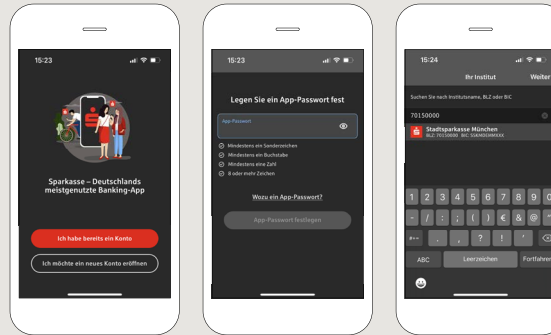 15:23
Sparkasse – Deutschlands
meistgenutzte Banking-App
Ich habe bereits ein Konto
Ich möchte ein neues Konto eröffnen
15:23
Legen Sie ein App-Passwort fest
App-Passwort
Mindestens ein Sonderzeichen
Mindestens ein Buchstabe
Mindestens eine Zahl
8 oder mehr Zeichen
Wozu ein App-Passwort?
App-Passwort festlegen
15:24
Ihr Institut Weiter
Suchen Sie nach Institutsname, BLZ oder BIC
70150000
Stadtsparkasse München
BLZ: 70150000 BIC: SSKMDEMMXXX
1 2 3 4 5 6 7 8 9 0
- / : ; ( ) € & @ "
#+= . , ? ! '
ABC Leerzeichen Fortfahren